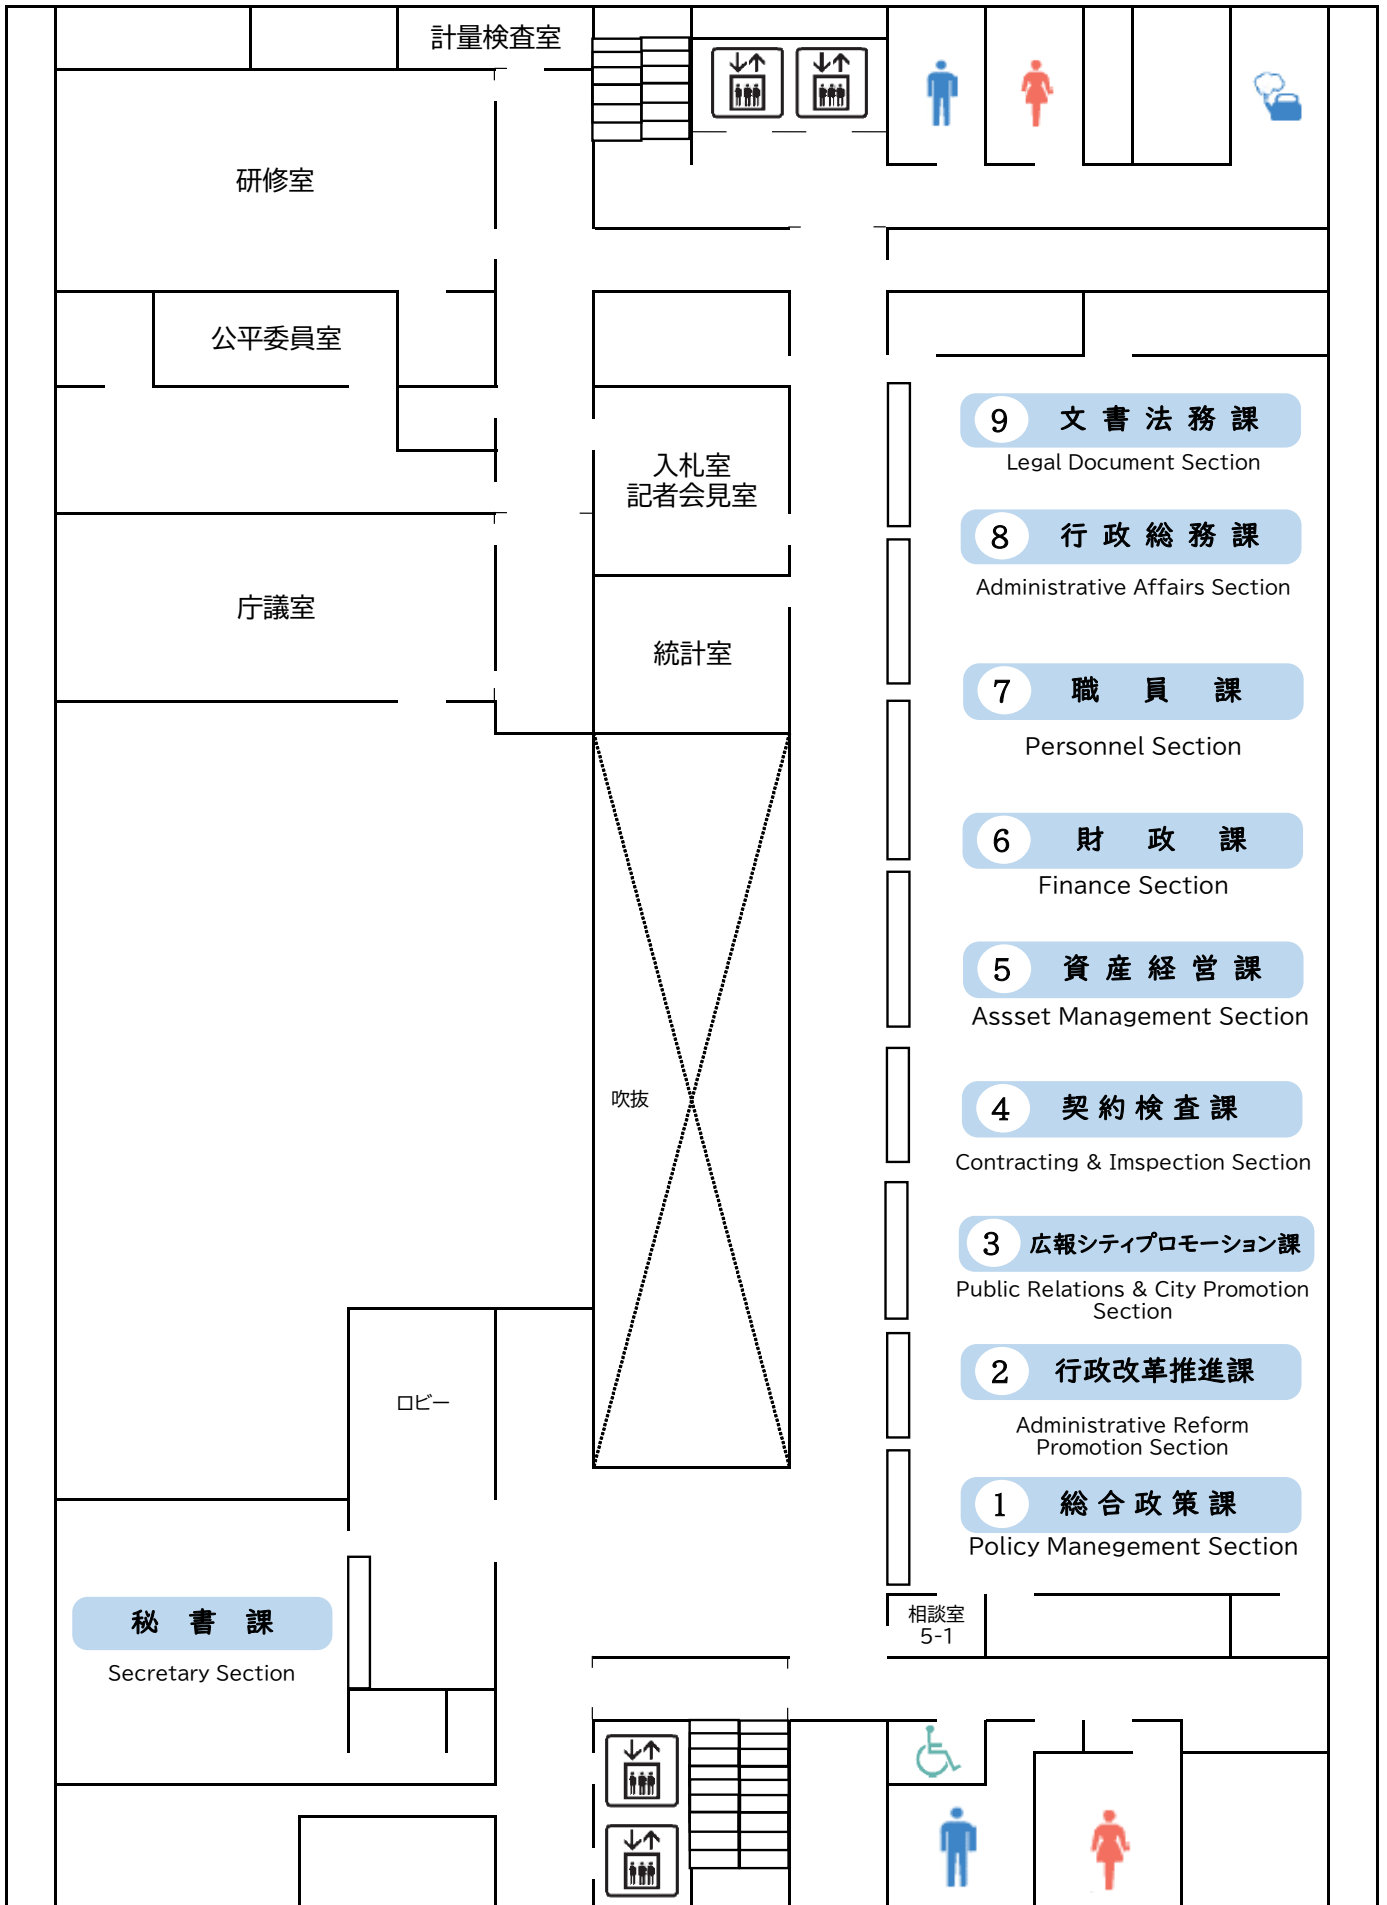 計量検査室
研修室
公平委員室
入札室
記者会見室
庁議室
統計室
吹抜
ロビー
秘書課
Secretary Section
9 文書法務課
Legal Document Section
8 行政総務課
Administrative Affairs Section
7 職員課
Personnel Section
6 財政課
Finance Section
5 資産経営課
Assset Management Section
4 契約検査課
Contracting & Imspection Section
3 広報シティプロモーション課
Public Relations & City Promotion
Section
2 行政改革推進課
Administrative Reform
Promotion Section
1 総合政策課
Policy Manegement Section
相談室
5-1